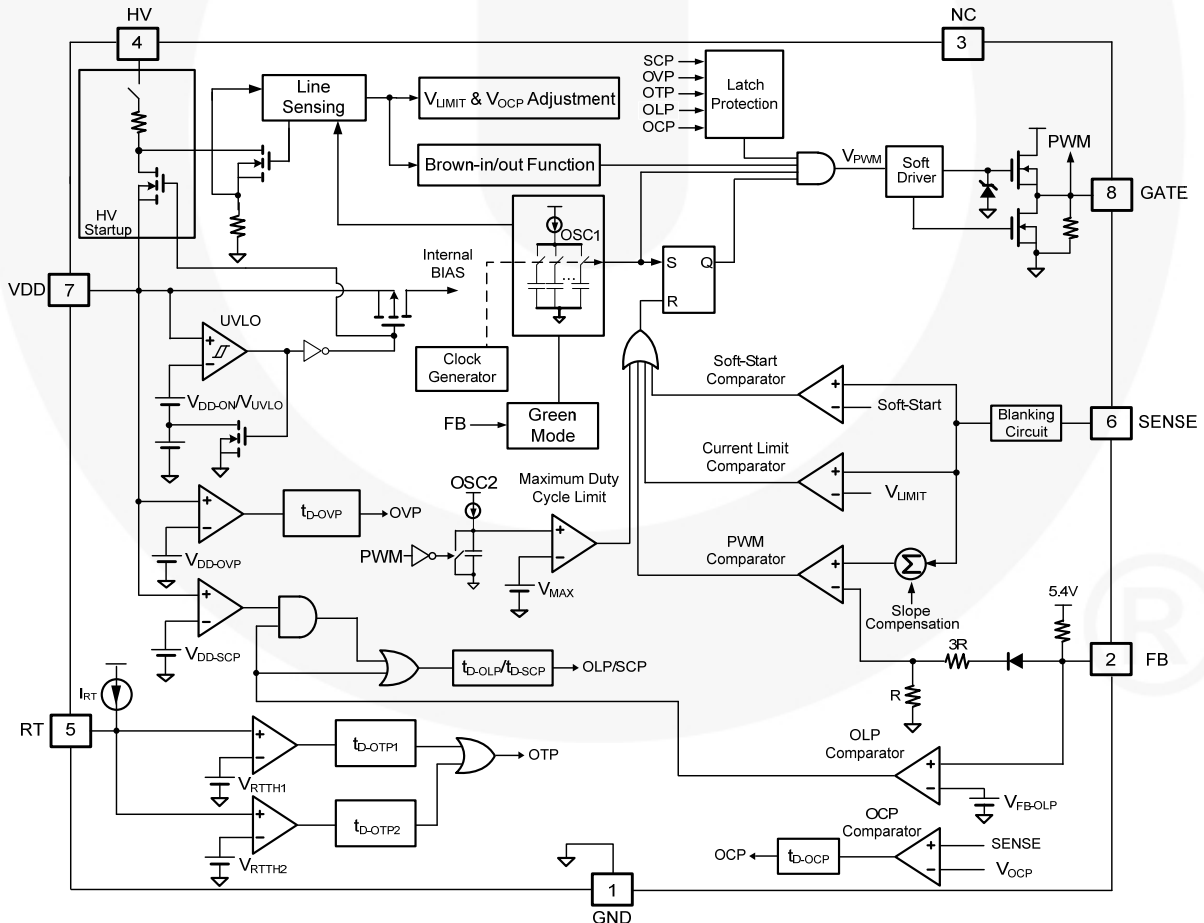 HV
4
NC
3
HV
Startup
Line
Sensing
VLIMIT & VOCP Adjustment
Brown-in/out Function
SCP
OVP
OTP
OLP
OCP
Latch
Protection
VPWM
Soft
Driver
PWM
8
GATE
OSC1
Internal
BIAS
S
Q
R
VDD
7
UVLO
+
−
VDD-ON/VUVLO
Clock
Generator
FB
Green
Mode
Soft-Start
Comparator
+
−
Soft-Start
Blanking
Circuit
6
SENSE
Current Limit
Comparator
+
−
VLIMIT
+
−
VDD-OVP
tD-OVP
OVP
OSC2
Maximum Duty
Cycle Limit
PWM
+
−
VMAX
PWM
Comparator
+
−
Σ
Slope
Compensation
5.4V
+
−
VDD-SCP
tD-OLP/tD-SCP
OLP/SCP
3R
R
2
FB
IRT
RT
5
+
−
VRTTH1
tD-OTP1
OTP
+
−
VRTTH2
tD-OTP2
OLP
Comparator
+
−
VFB-OLP
OCP
Comparator
OCP
tD-OCP
+
−
SENSE
VOCP
1
GND
®